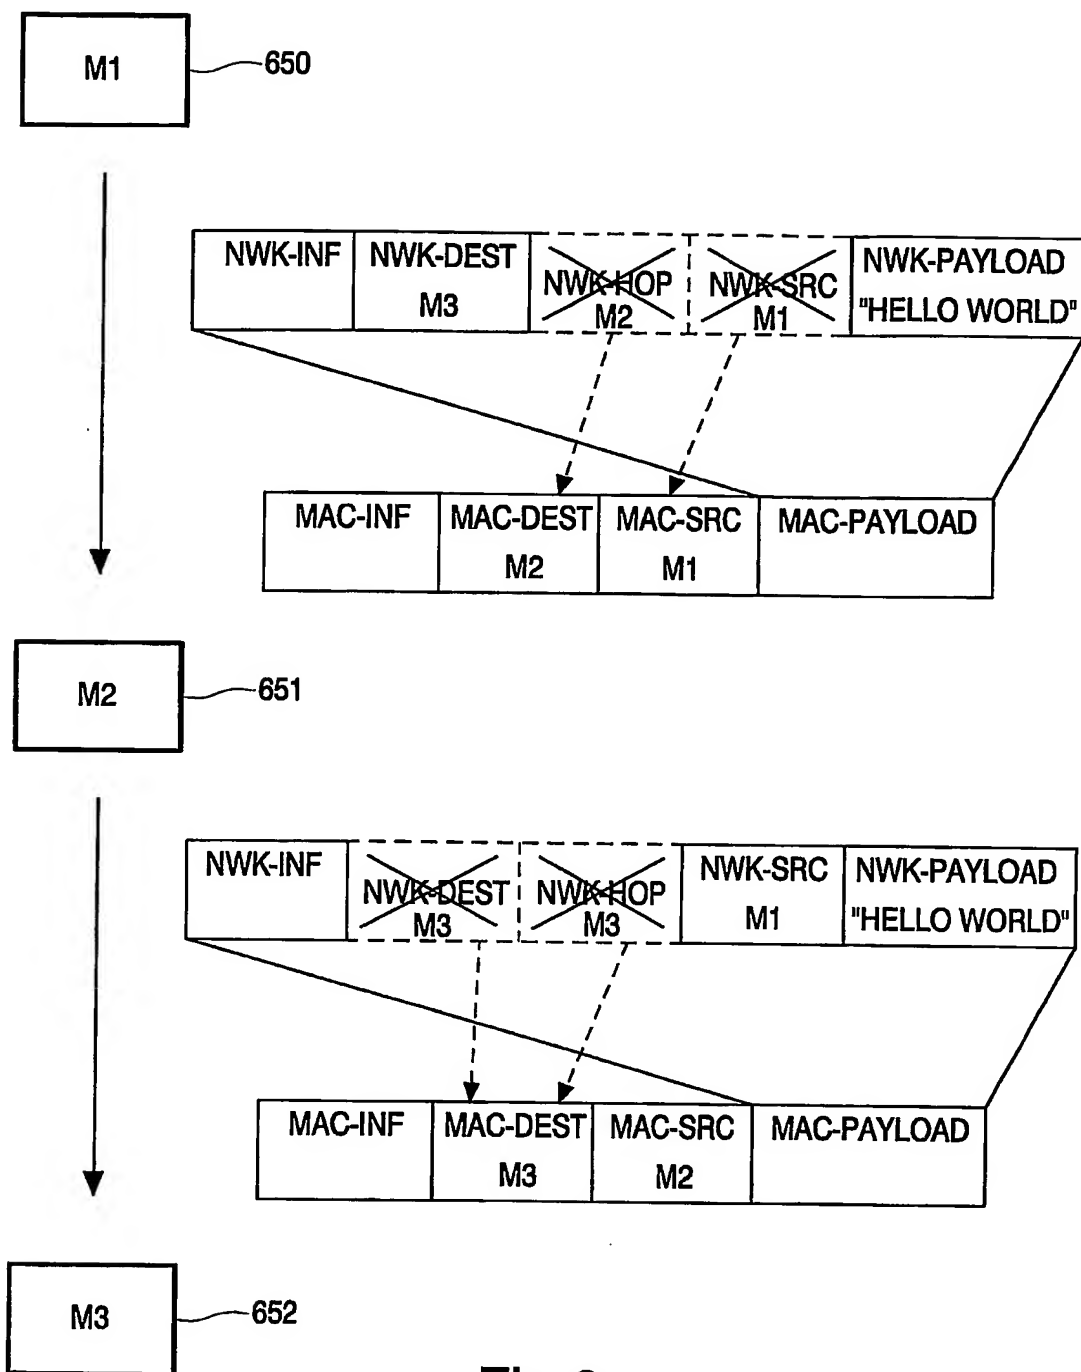 M1
650
NWK-INF NWK-DEST NWK-HOP NWK-SRC NWK-PAYLOAD
M3 M2 M1 "HELLO WORLD"
MAC-INF MAC-DEST MAC-SRC MAC-PAYLOAD
M2 M1
M2
651
NWK-INF NWK-DEST NWK-HOP NWK-SRC NWK-PAYLOAD
M3 M3 M1 "HELLO WORLD"
MAC-INF MAC-DEST MAC-SRC MAC-PAYLOAD
M3 M2
M3
652